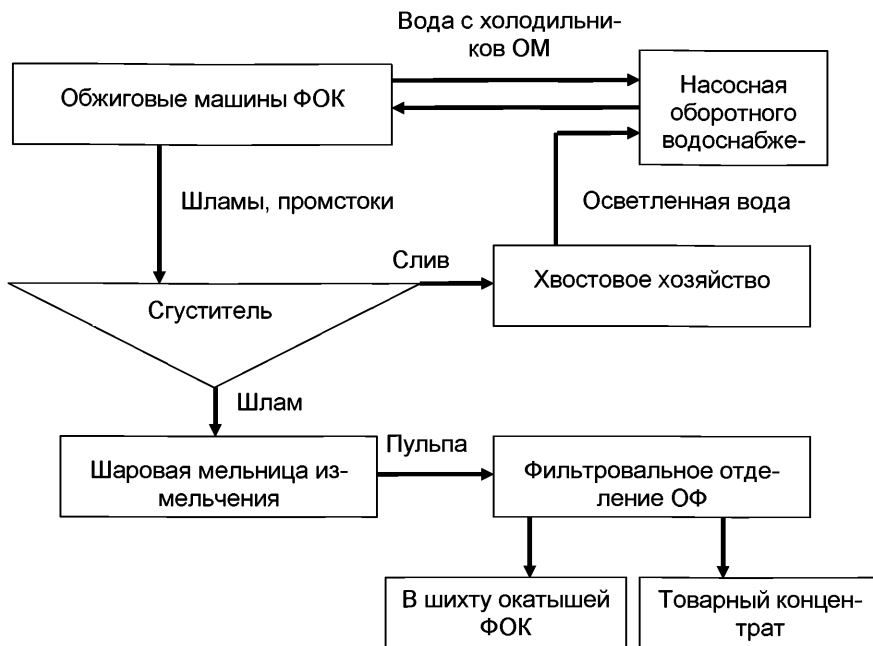 Вода с холодильни-
ков ОМ
Обжиговые машины ФОК
Насосная
оборотного
водоснабже-
Шламы, промстоки
Осветленная вода
Слив
Хвостовое хозяйство
Сгуститель
Шлам
Пульпа
Шаровая мельница из-
мельчения
Фильтровальное отде-
ление ОФ
В шихту окатышей
ФОК
Товарный концен-
трат